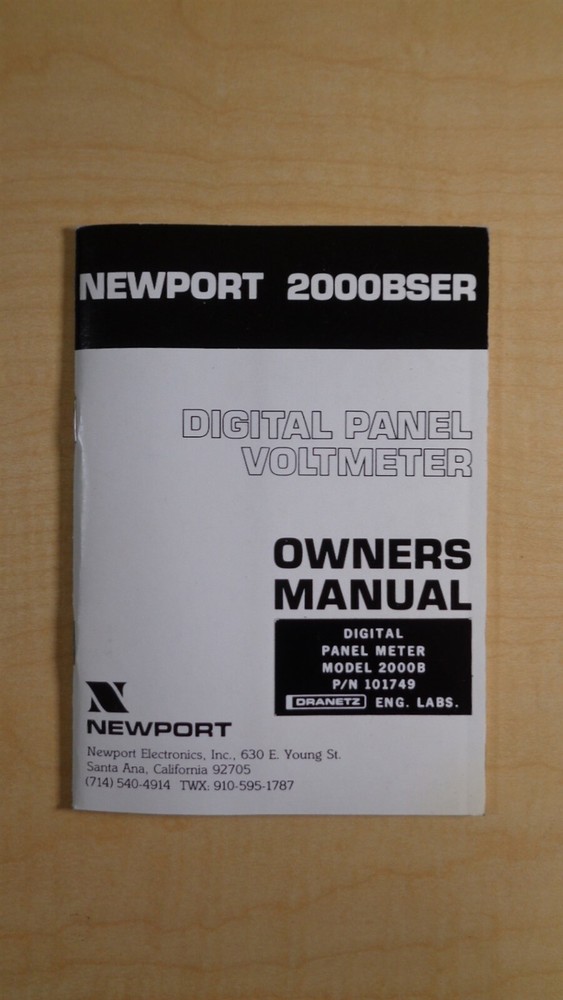 NEWPORT 2000BSER
DIGITAL PANEL
VOLTMETER
OWNERS
MANUAL
DIGITAL
PANEL METER
MODEL 2000B
P/N 101749
DRANETZ ENG. LABS.
N
NEWPORT
Newport Electronics, Inc., 630 E. Young St.
Santa Ana, California 92705
(714) 540-4914 TWX: 910-595-1787